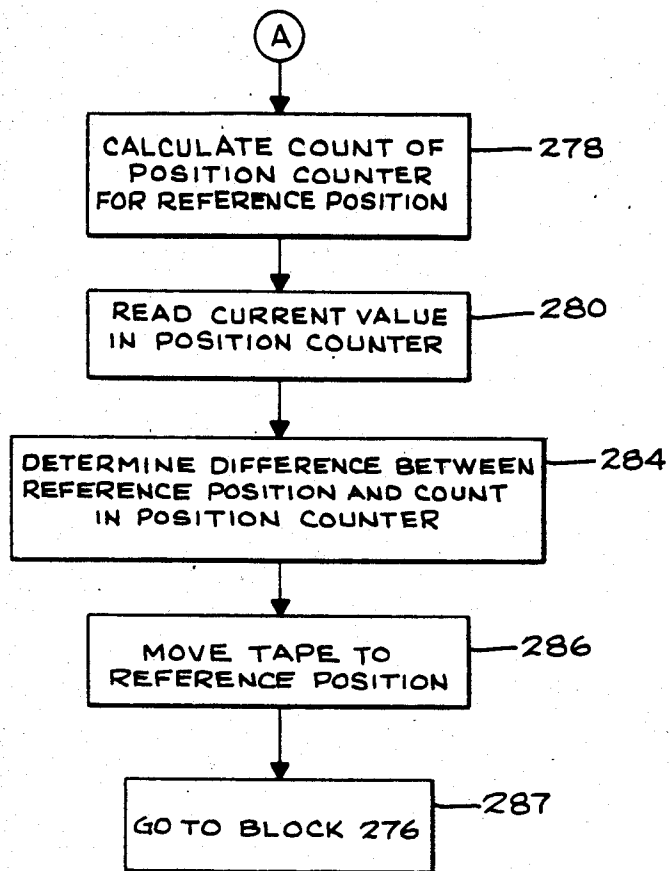 A
CALCULATE COUNT OF
POSITION COUNTER
FOR REFERENCE POSITION
278
READ CURRENT VALUE
IN POSITION COUNTER
280
DETERMINE DIFFERENCE BETWEEN
REFERENCE POSITION AND COUNT
IN POSITION COUNTER
284
MOVE TAPE TO
REFERENCE POSITION
286
GO TO BLOCK 276
287